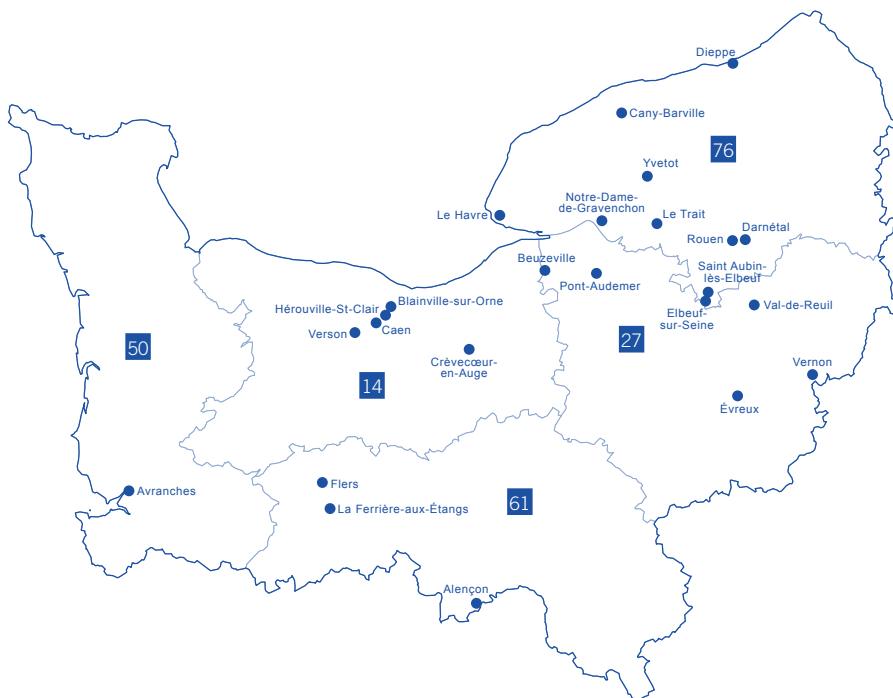 Dieppe
Cany-Barville
76
Yvetot
Notre-Dame-
de-Gravenchon
Le Havre
Le Trait
Darnétal
Rouen
Beuzeville
Saint Aubin-
lès-Elbeuf
Pont-Audemer
Blainville-sur-Orne
Hérouville-St-Clair
Elbeuf-
sur-Seine
Val-de-Reuil
Caen
Verson
27
50
Crèvecœur-
en-Auge
Vernon
14
Évreux
Flers
Avranches
La Ferrière-aux-Étangs
61
Alençon